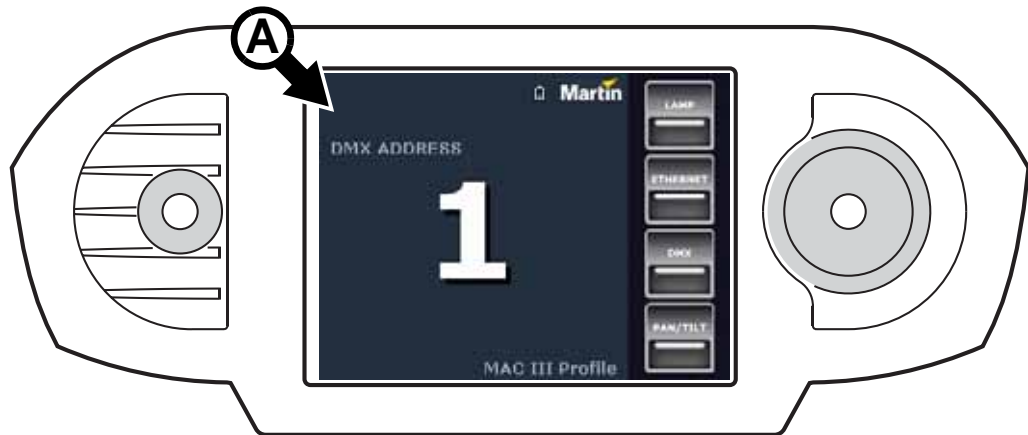 A
Martin
LAMP
DMX ADDRESS
ETHERNET
1
DMX
PAN/TILT
MAC III Profile